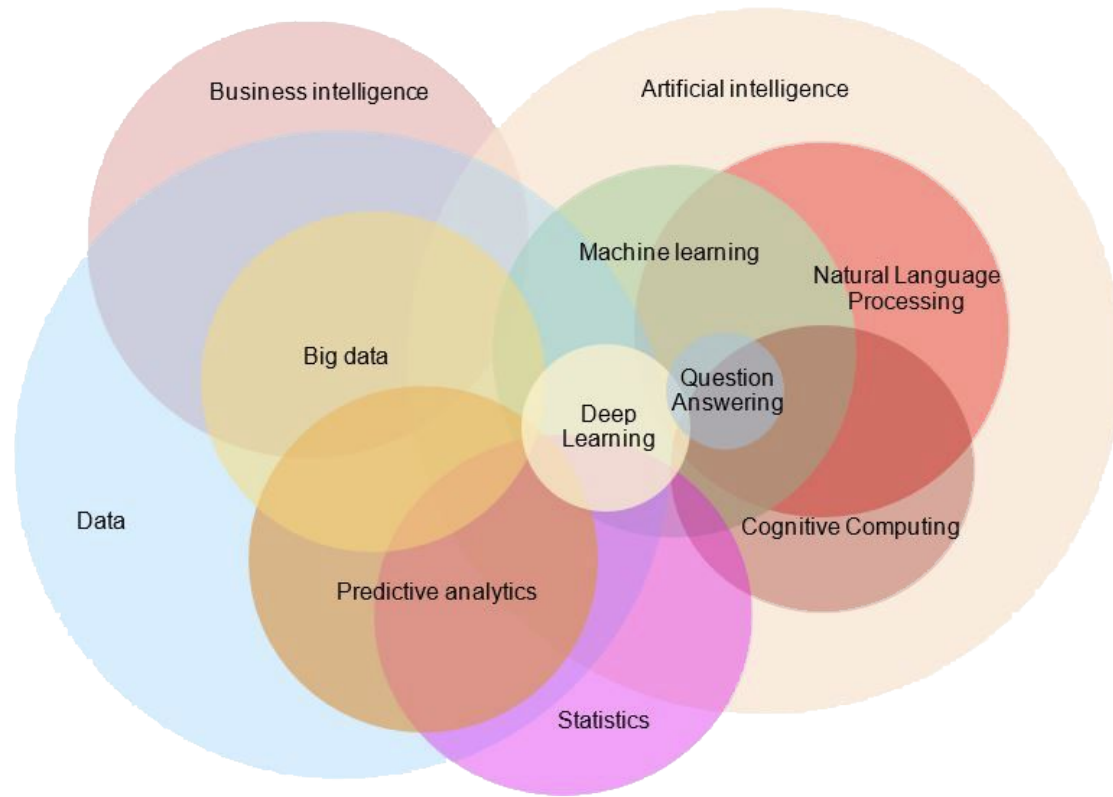 Business intelligence
Artificial intelligence
Machine learning
Natural Language
Processing
Big data
Question
Answering
Deep
Learning
Data
Cognitive Computing
Predictive analytics
Statistics